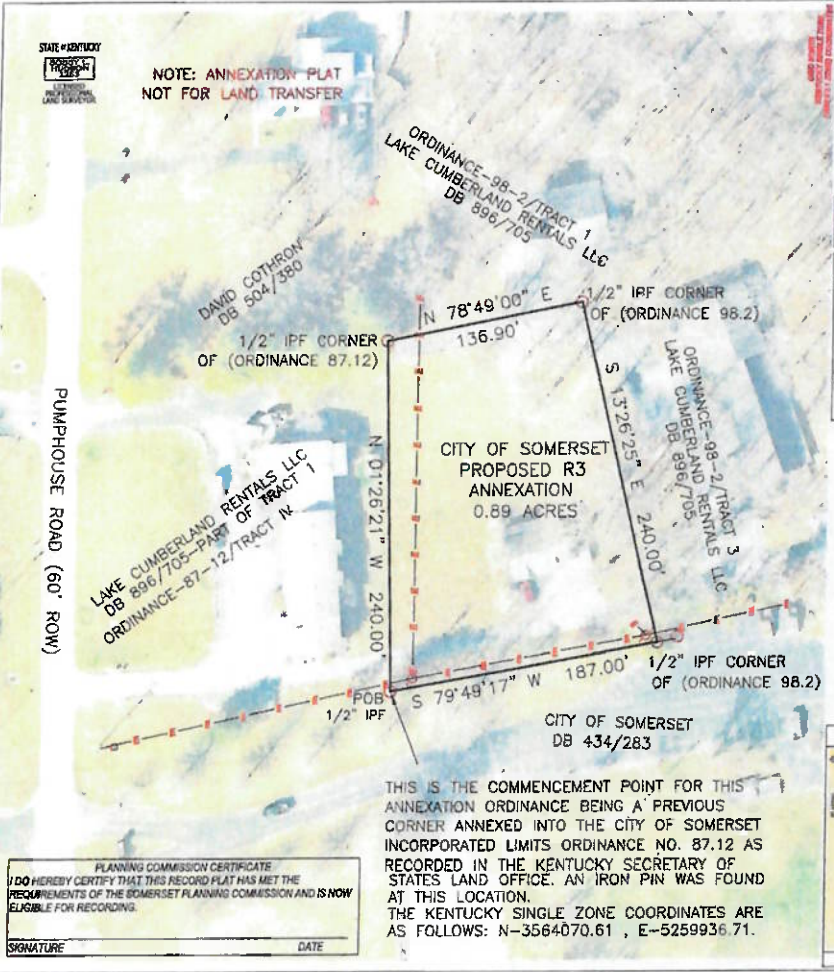 STATE of KENTUCKY
LICENSED
PROFESSIONAL
LAND SURVEYOR
NOTE: ANNEXATION PLAT
NOT FOR LAND TRANSFER
ORDINANCE-98-2/TRACT 1
LAKE CUMBERLAND RENTALS LLC
DB 896/705
DAVID COTHRON
DB 504/380
N 78°49'00" E
136.90'
1/2" IPF CORNER
OF (ORDINANCE 98.2)
1/2" IPF CORNER
OF (ORDINANCE 87.12)
S 13°26'25" E 240.00'
ORDINANCE-98-2/TRACT 3
LAKE CUMBERLAND RENTALS LLC
DB 896/705
PUMPHOUSE ROAD (60' ROW)
N 01°26'21" W 240.00'
CITY OF SOMERSET
PROPOSED R3
ANNEXATION
0.89 ACRES
LAKE CUMBERLAND RENTALS LLC
DB 896/705-PART OF TRACT 1
ORDINANCE-87-12/TRACT IV
POB
1/2" IPF
S 79°49'17" W 187.00'
1/2" IPF CORNER
OF (ORDINANCE 98.2)
CITY OF SOMERSET
DB 434/283
THIS IS THE COMMENCEMENT POINT FOR THIS
ANNEXATION ORDINANCE BEING A PREVIOUS
CORNER ANNEXED INTO THE CITY OF SOMERSET
INCORPORATED LIMITS ORDINANCE NO. 87.12 AS
RECORDED IN THE KENTUCKY SECRETARY OF
STATES LAND OFFICE. AN IRON PIN WAS FOUND
AT THIS LOCATION.
THE KENTUCKY SINGLE ZONE COORDINATES ARE
AS FOLLOWS: N-3564070.61 , E-5259936.71.
PLANNING COMMISSION CERTIFICATE
I DO HEREBY CERTIFY THAT THIS RECORD PLAT HAS MET THE
REQUIREMENTS OF THE SOMERSET PLANNING COMMISSION AND IS NOW
ELIGIBLE FOR RECORDING.
SIGNATURE DATE